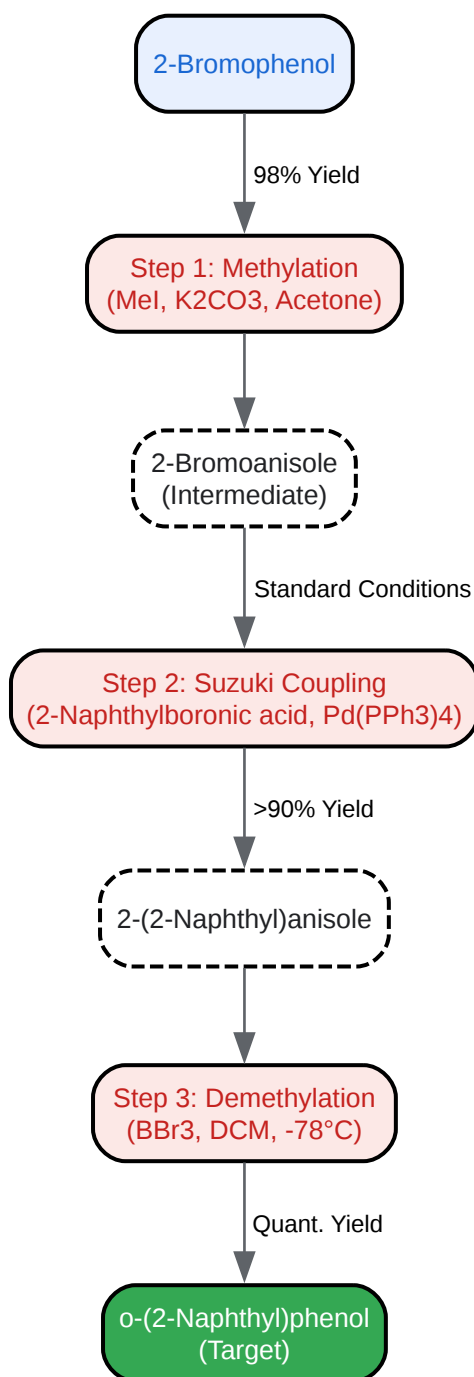 2-Bromophenol
98% Yield
Step 1: Methylation
(MeI, K2CO3, Acetone)
2-Bromoanisole
(Intermediate)
Standard Conditions
Step 2: Suzuki Coupling
(2-Naphthylboronic acid, Pd(PPh3)4)
>90% Yield
2-(2-Naphthyl)anisole
Step 3: Demethylation
(BBr3, DCM, -78°C)
Quant. Yield
o-(2-Naphthyl)phenol
(Target)